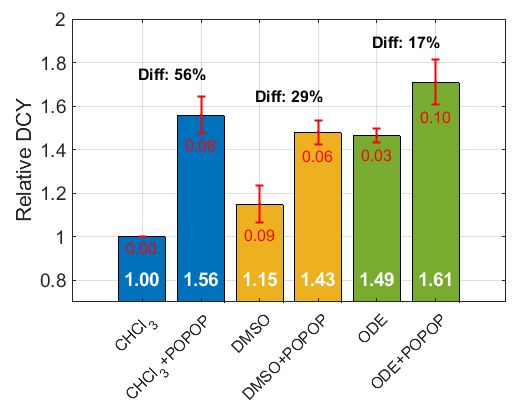 Diff: 17%
Diff: 56%
Diff: 29%
Relative DCY
2
1.8
1.6
1.4
1.2
1
0.8
0.00
0.08
0.09
0.06
0.03
0.10
1.00
1.56
1.15
1.43
1.49
1.61
CHCl3
CHCl3+POPOP
DMSO
DMSO+POPOP
ODE
ODE+POPOP